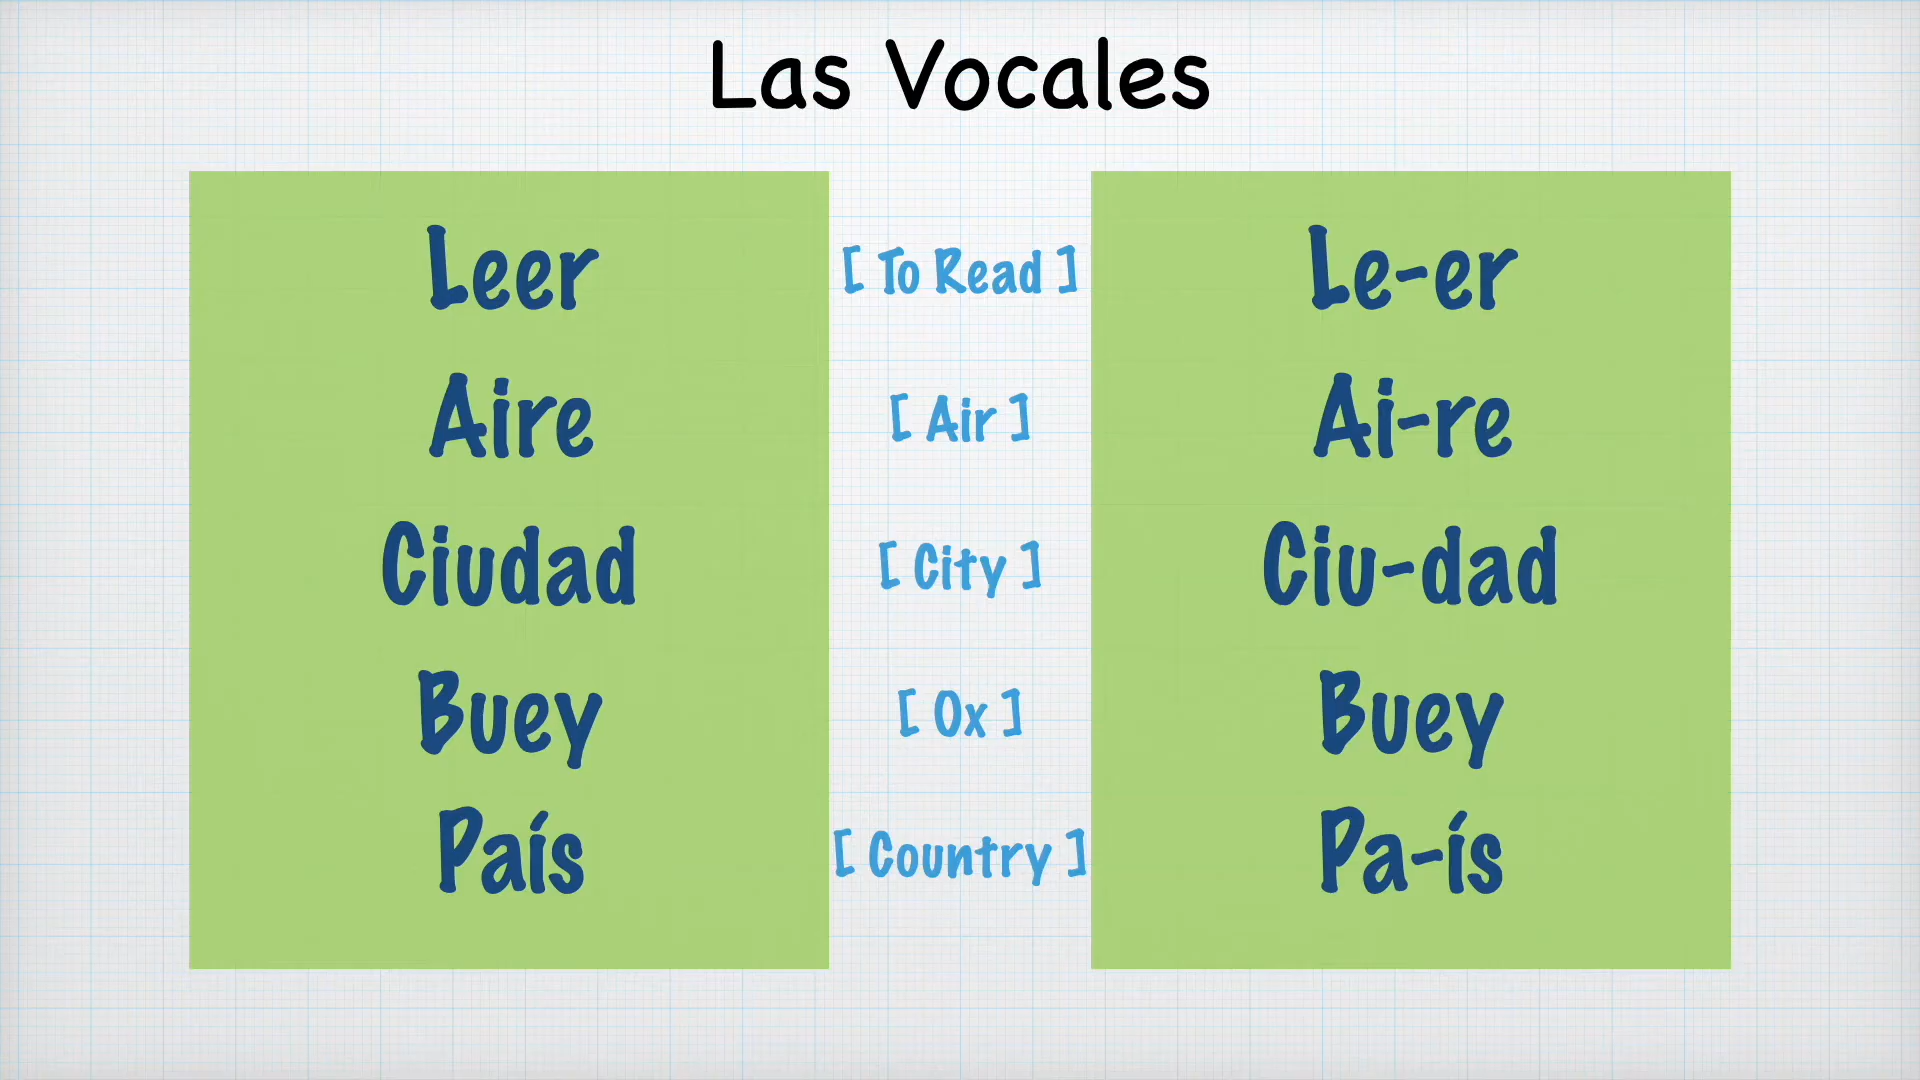 Las Vocales
Leer [ To Read ] Le-er
Aire [ Air ] Ai-re
Ciudad [ City ] Ciu-dad
Buey [ Ox ] Buey
País [ Country ] Pa-ís